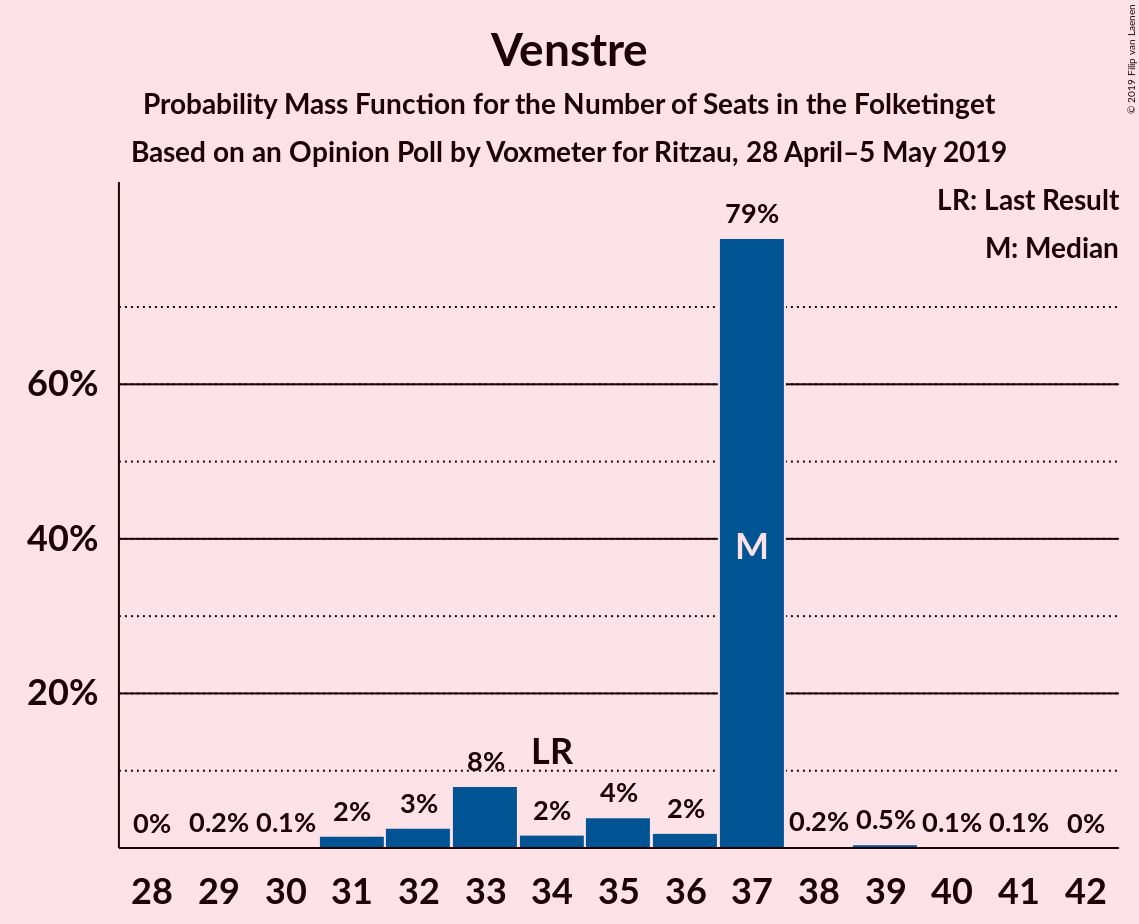 Venstre
Probability Mass Function for the Number of Seats in the Folketinget
Based on an Opinion Poll by Voxmeter for Ritzau, 28 April–5 May 2019
© 2019 Filip van Laenen
LR: Last Result
M: Median
60%
40%
20%
0% 0.2% 0.1% 2% 3% 8% 2% 4% 2% 79% 0.2% 0.5% 0.1% 0.1% 0%
LR
M
28 29 30 31 32 33 34 35 36 37 38 39 40 41 42